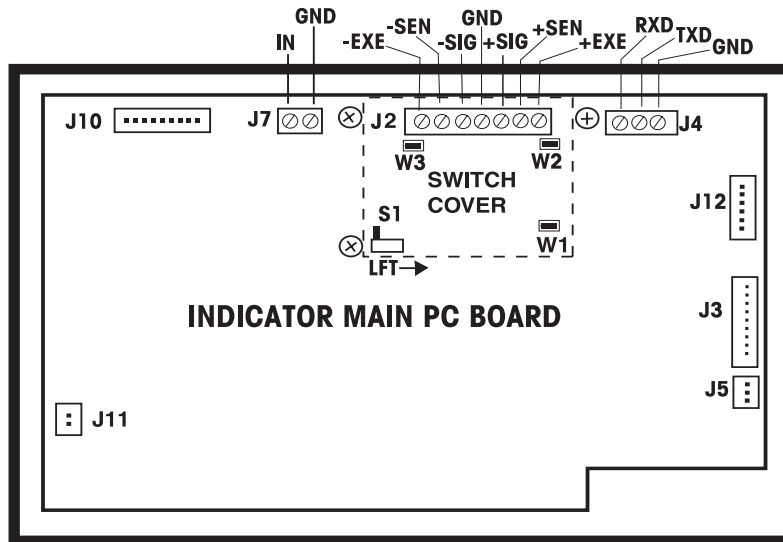 GND
IN
-EXE
-SEN
-SIG
GND
+SIG
+SEN
+EXE
RXD
TXD
GND
J10
J7
J2
J4
W3
W2
SWITCH
COVER
J12
S1
W1
LFT
INDICATOR MAIN PC BOARD
J3
J5
J11